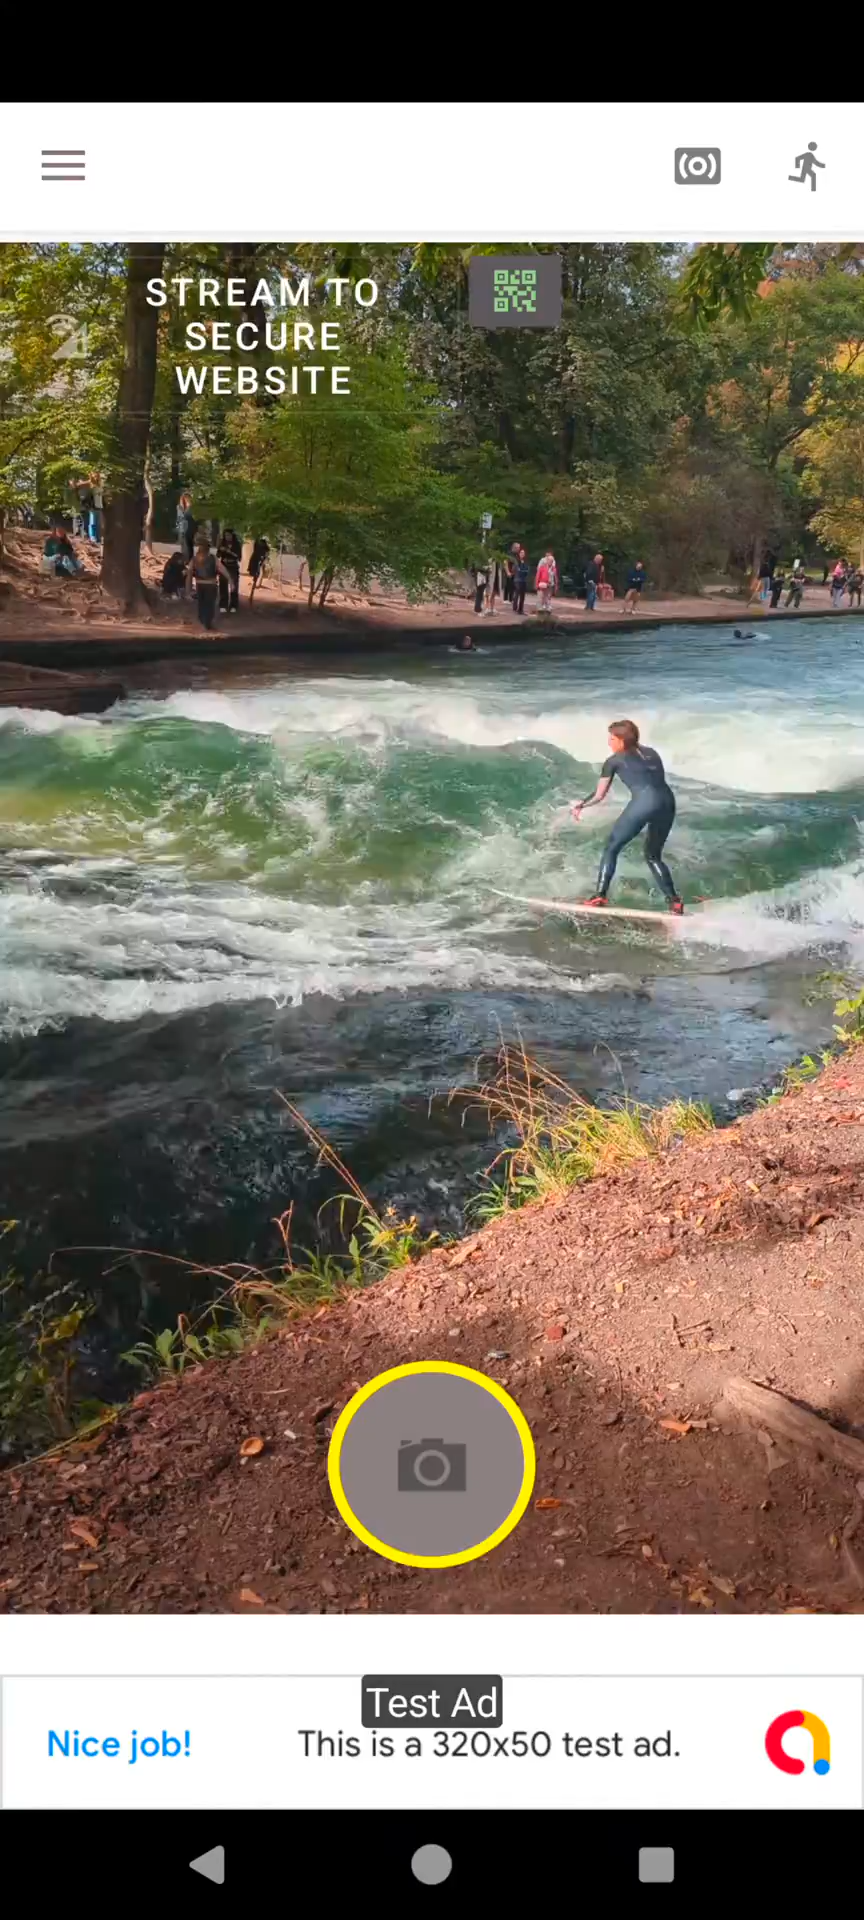 STREAM TO
SECURE
WEBSITE
Test Ad
Nice job!
This is a 320x50 test ad.